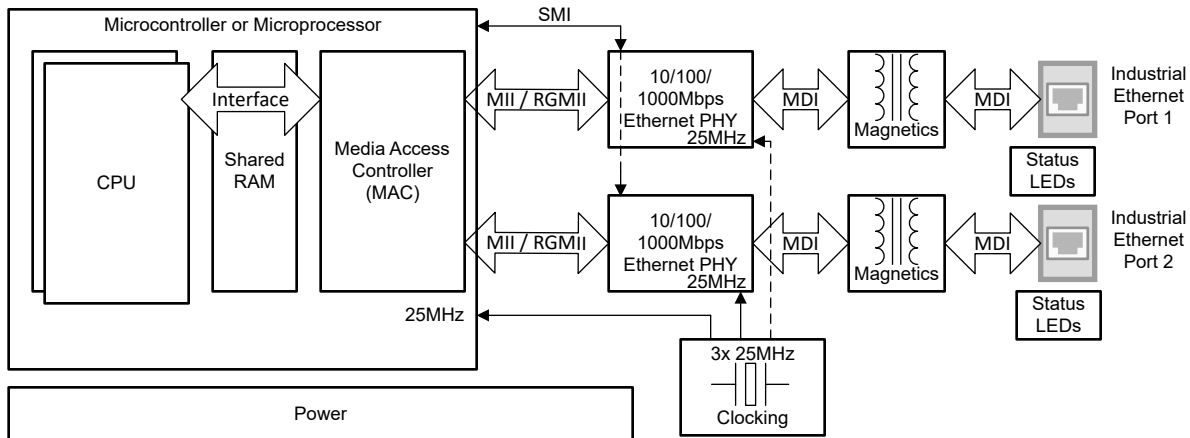 Microcontroller or Microprocessor
SMI
CPU
Interface
Shared
RAM
Media Access
Controller
(MAC)
MII / RGMII
10/100/
1000Mbps
Ethernet PHY
25MHz
MDI
Magnetics
MDI
Industrial
Ethernet
Port 1
Status
LEDs
MII / RGMII
10/100/
1000Mbps
Ethernet PHY
25MHz
MDI
Magnetics
MDI
Industrial
Ethernet
Port 2
Status
LEDs
25MHz
3x 25MHz
Clocking
Power